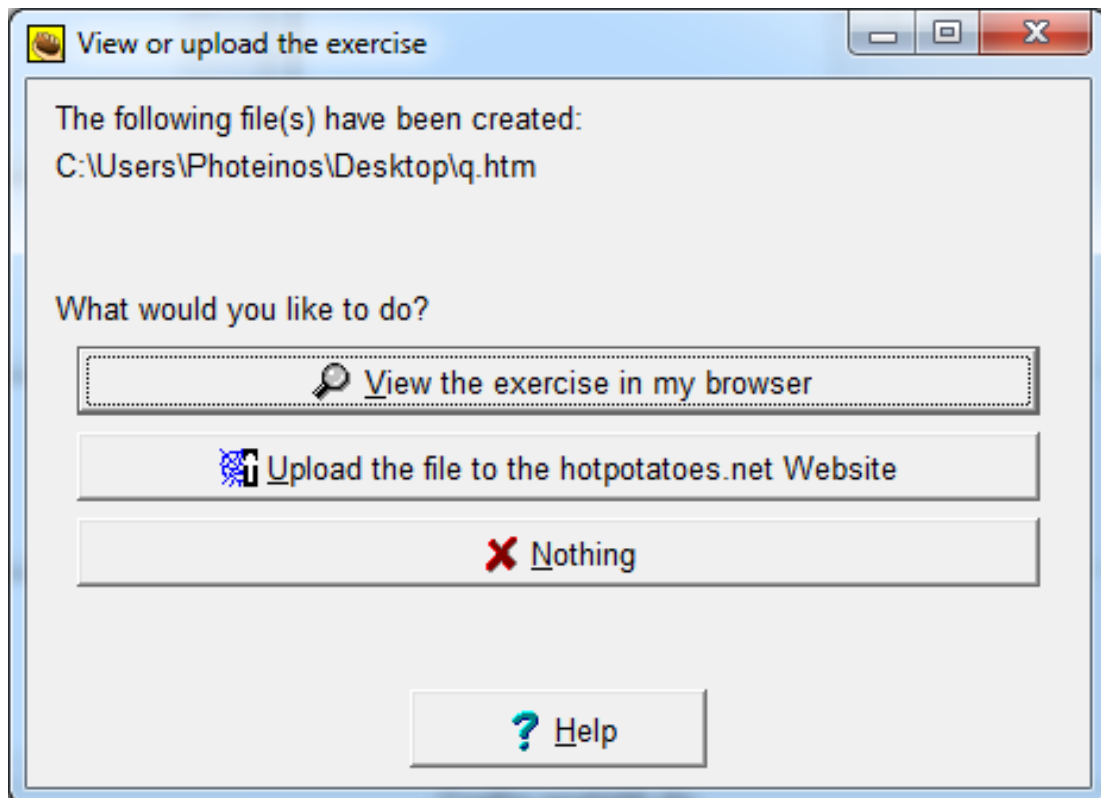 View or upload the exercise
The following file(s) have been created:
C:\Users\Photeinos\Desktop\q.htm
What would you like to do?
View the exercise in my browser
Upload the file to the hotpotatoes.net Website
Nothing
? Help